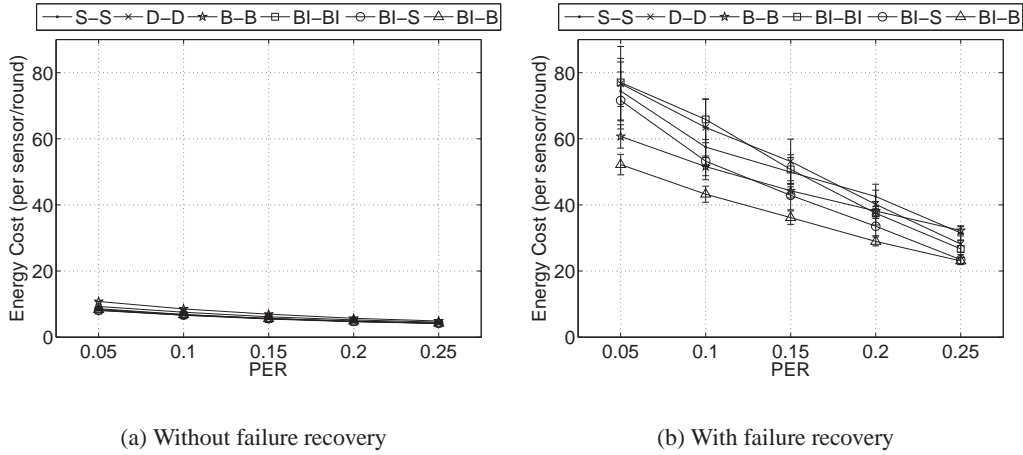 S–S D–D B–B BI–BI BI–S BI–B
80
60
40
20
0
Energy Cost (per sensor/round)
0.05 0.1 0.15 0.2 0.25
PER
(a) Without failure recovery
S–S D–D B–B BI–BI BI–S BI–B
80
60
40
20
0
Energy Cost (per sensor/round)
0.05 0.1 0.15 0.2 0.25
PER
(b) With failure recovery